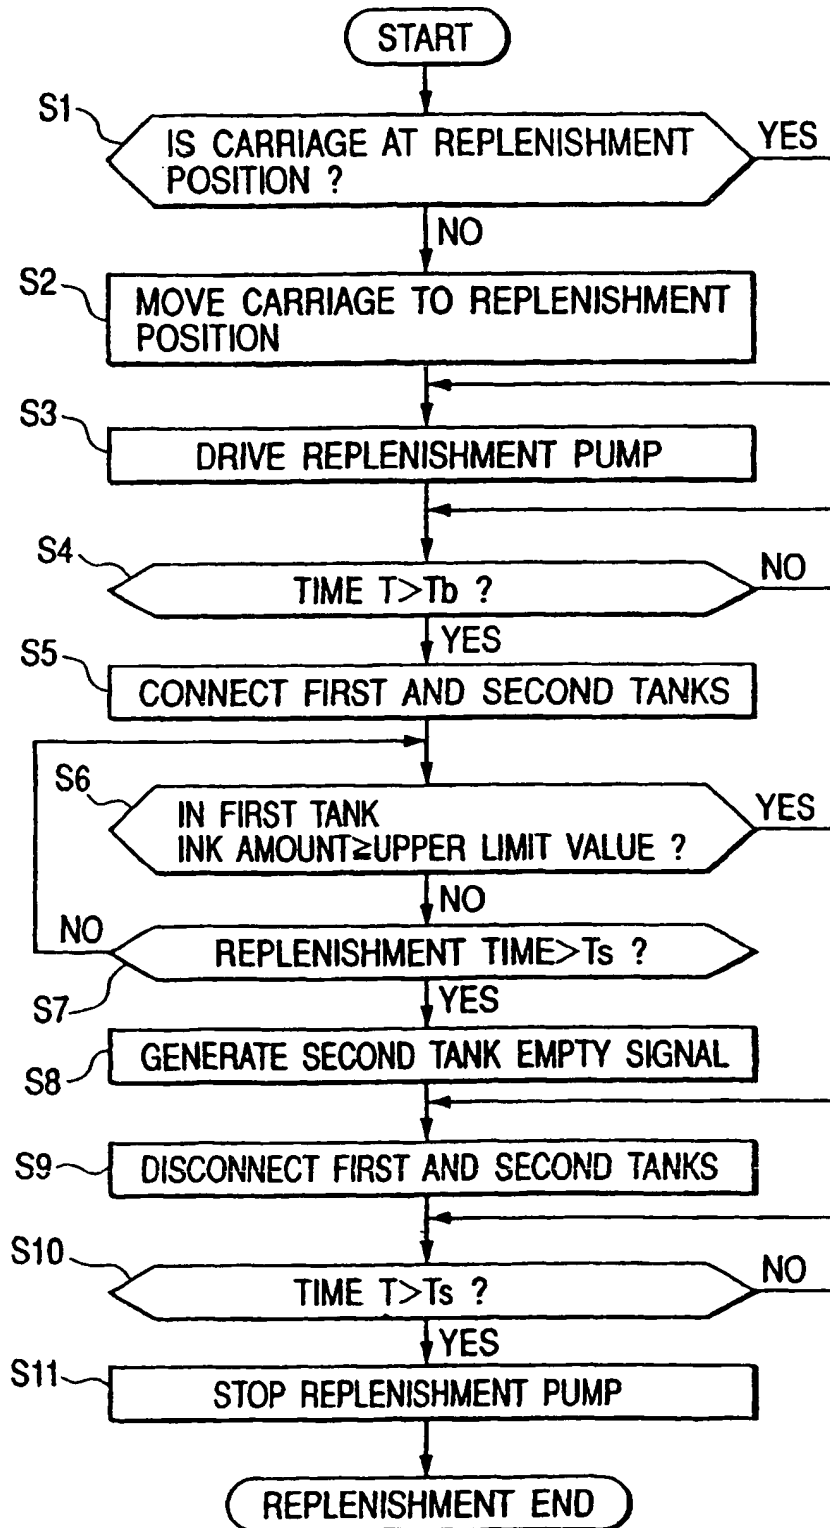 START
S1
IS CARRIAGE AT REPLENISHMENT
POSITION ?
YES
NO
S2
MOVE CARRIAGE TO REPLENISHMENT
POSITION
S3
DRIVE REPLENISHMENT PUMP
S4
TIME T>Tb ?
NO
YES
S5
CONNECT FIRST AND SECOND TANKS
S6
IN FIRST TANK
INK AMOUNT≧UPPER LIMIT VALUE ?
YES
NO
NO
REPLENISHMENT TIME>Ts ?
S7
YES
S8
GENERATE SECOND TANK EMPTY SIGNAL
S9
DISCONNECT FIRST AND SECOND TANKS
S10
TIME T>Ts ?
NO
YES
S11
STOP REPLENISHMENT PUMP
REPLENISHMENT END